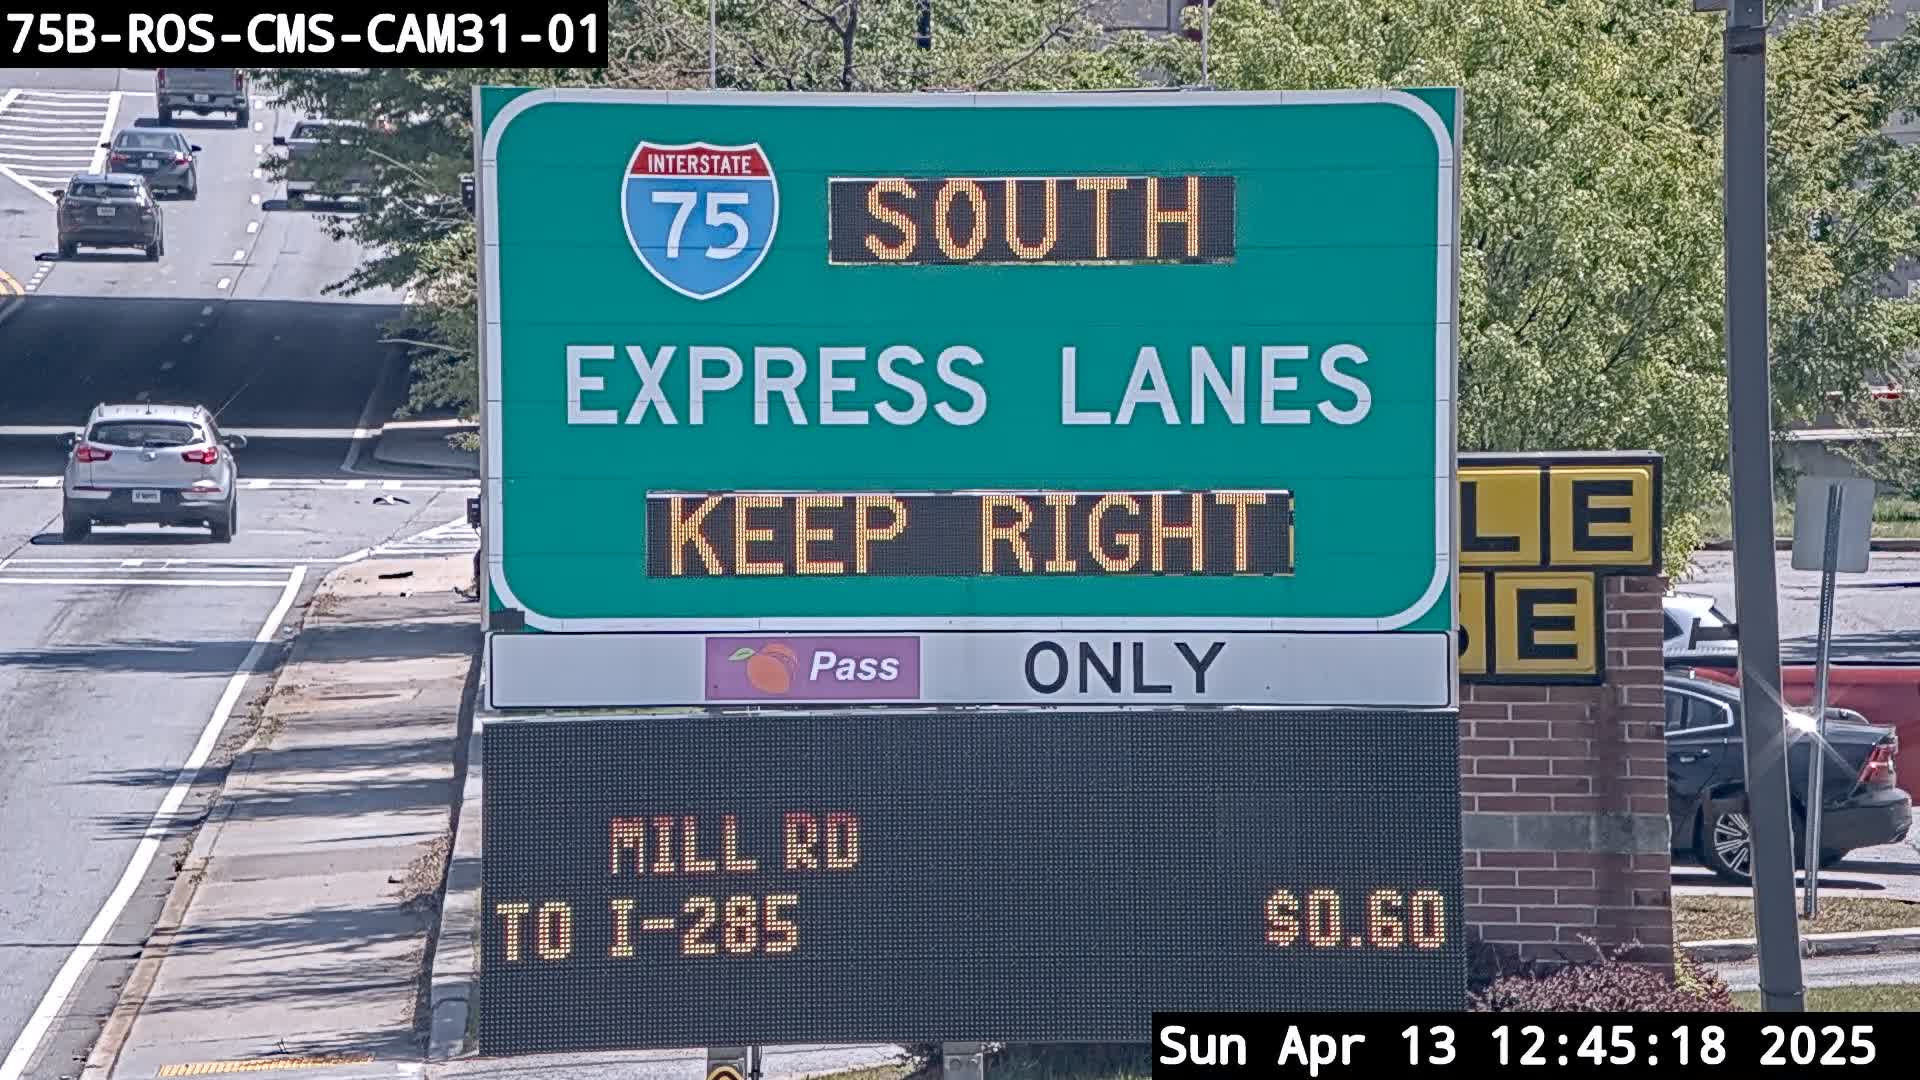 75B-ROS-CMS-CAM31-01
INTERSTATE
75
SOUTH
EXPRESS LANES
KEEP RIGHT
Pass
ONLY
MILL RD
TO I-285 $0.60
LE
E
Sun Apr 13 12:45:18 2025